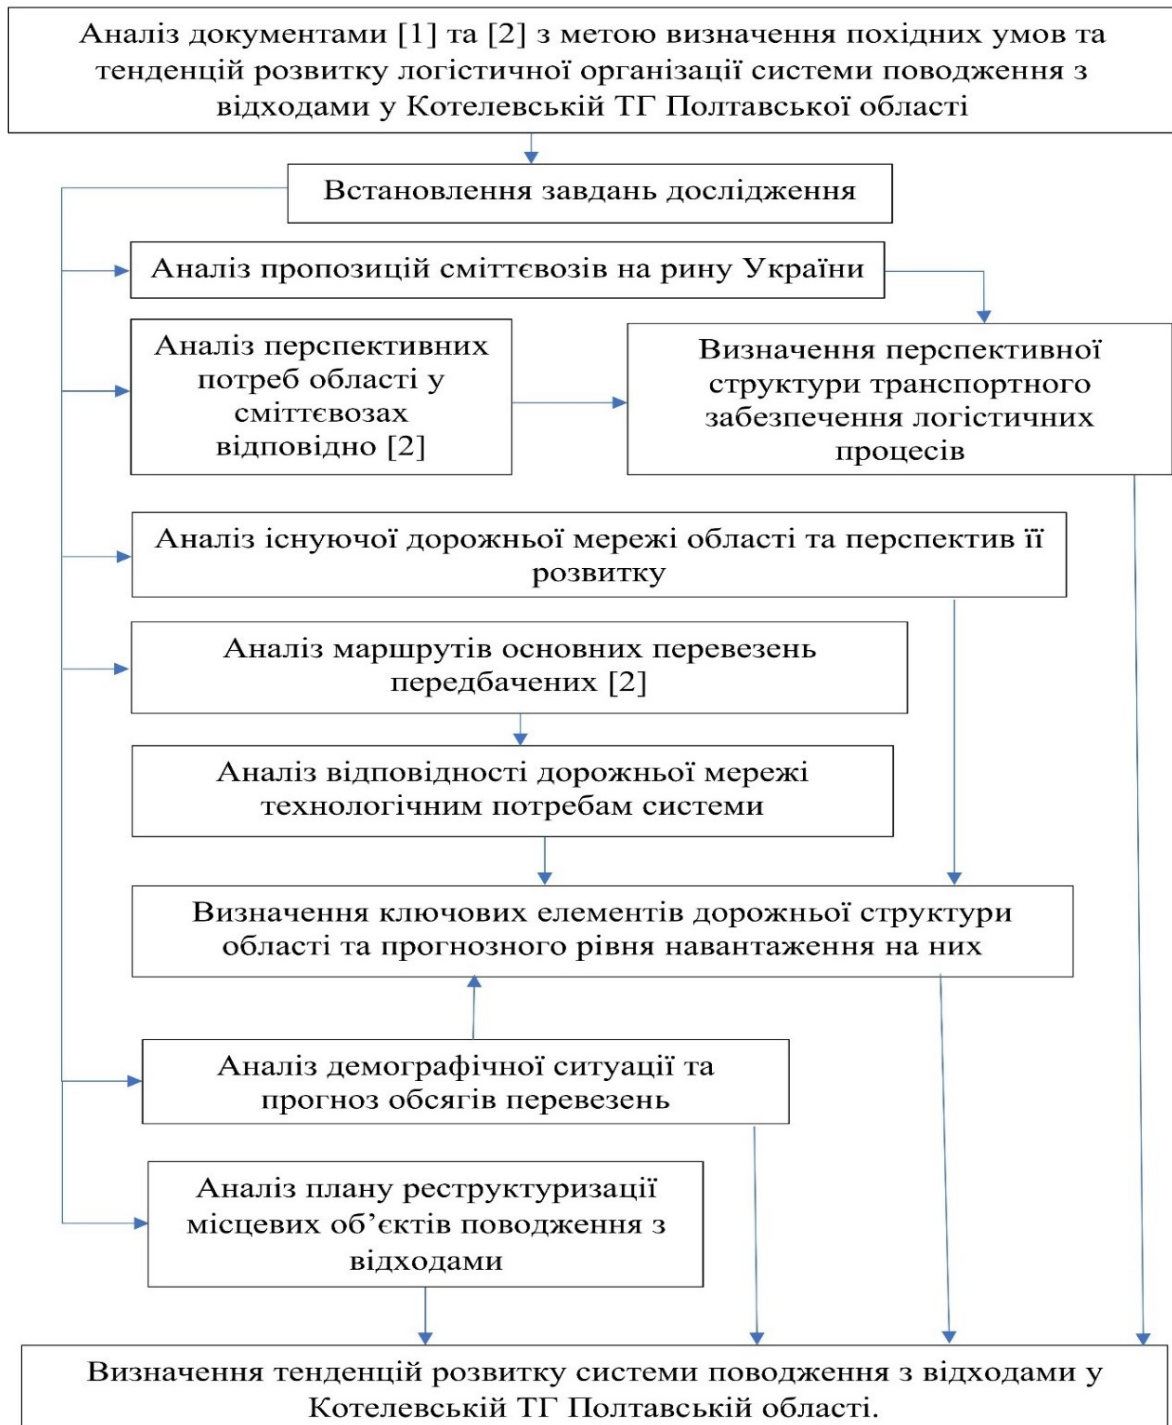 Аналіз документами [1] та [2] з метою визначення похідних умов та
тенденцій розвитку логістичної організації системи поводження з
відходами у Котелевській ТГ Полтавської області
Встановлення завдань дослідження
Аналіз пропозицій сміттєвозів на рину України
Аналіз перспективних
потреб області у
сміттєвозах
відповідно [2]
Визначення перспективної
структури транспортного
забезпечення логістичних
процесів
Аналіз існуючої дорожньої мережі області та перспектив її
розвитку
Аналіз маршрутів основних перевезень
передбачених [2]
Аналіз відповідності дорожньої мережі
технологічним потребам системи
Визначення ключових елементів дорожньої структури
області та прогнозного рівня навантаження на них
Аналіз демографічної ситуації та
прогноз обсягів перевезень
Аналіз плану реструктуризації
місцевих об’єктів поводження з
відходами
Визначення тенденцій розвитку системи поводження з відходами у
Котелевській ТГ Полтавській області.